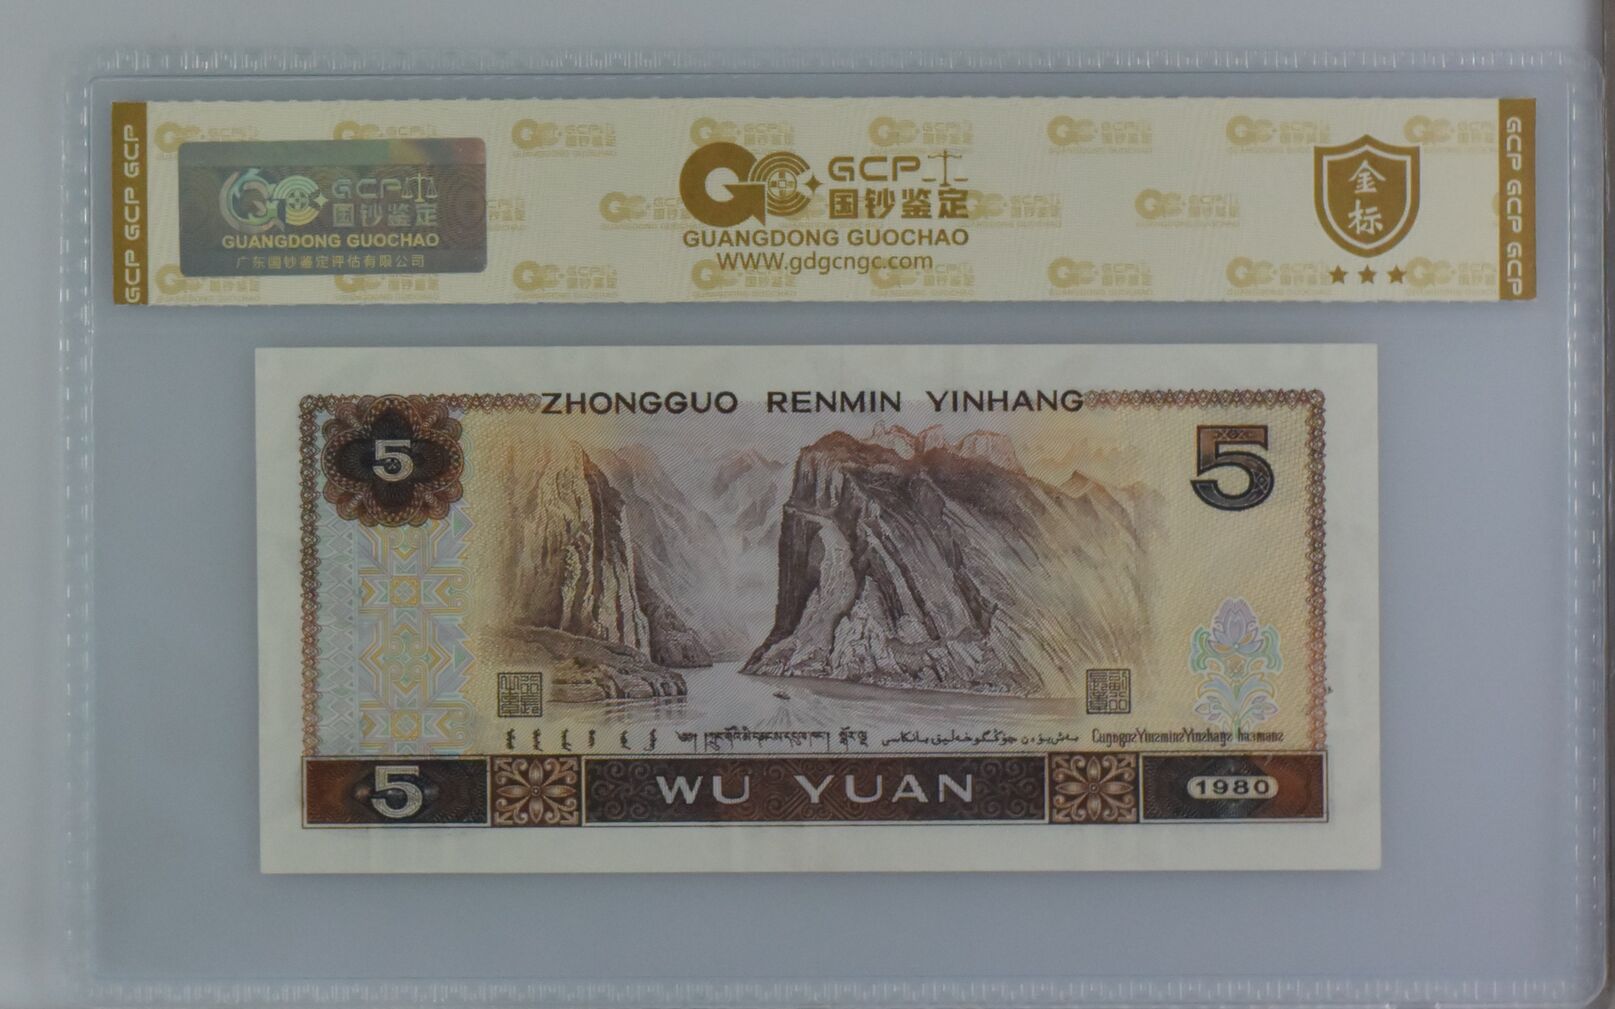 GCP GCP GCP
GCP
国钞鉴定
GUANGDONG GUOCHAO
广东国钞鉴定评估有限公司
GCP
国钞鉴定
GUANGDONG GUOCHAO
WWW.gdgcngc.com
金
标
GCP GCP GCP
ZHONGGUO RENMIN YINHANG
5
5
5
WU YUAN
1980